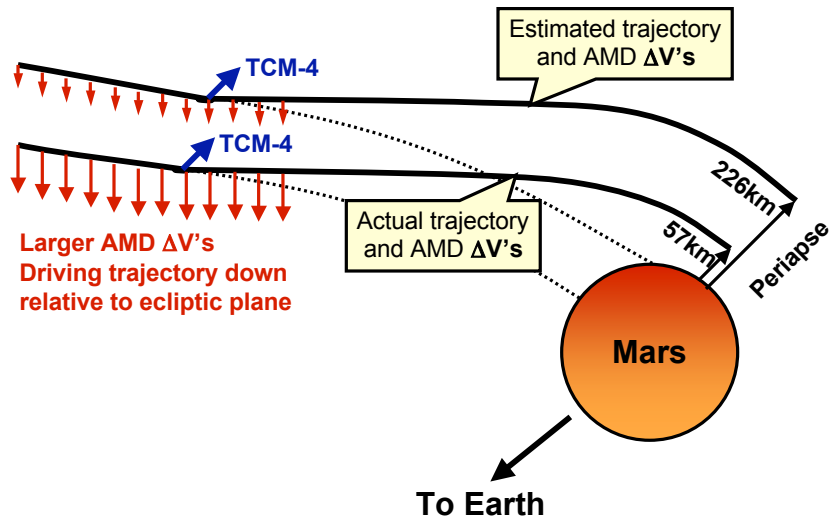 Estimated trajectory
and AMD ΔV's
TCM-4
TCM-4
226km
57km
Periapse
Actual trajectory
and AMD ΔV's
Larger AMD ΔV's
Driving trajectory down
relative to ecliptic plane
Mars
To Earth